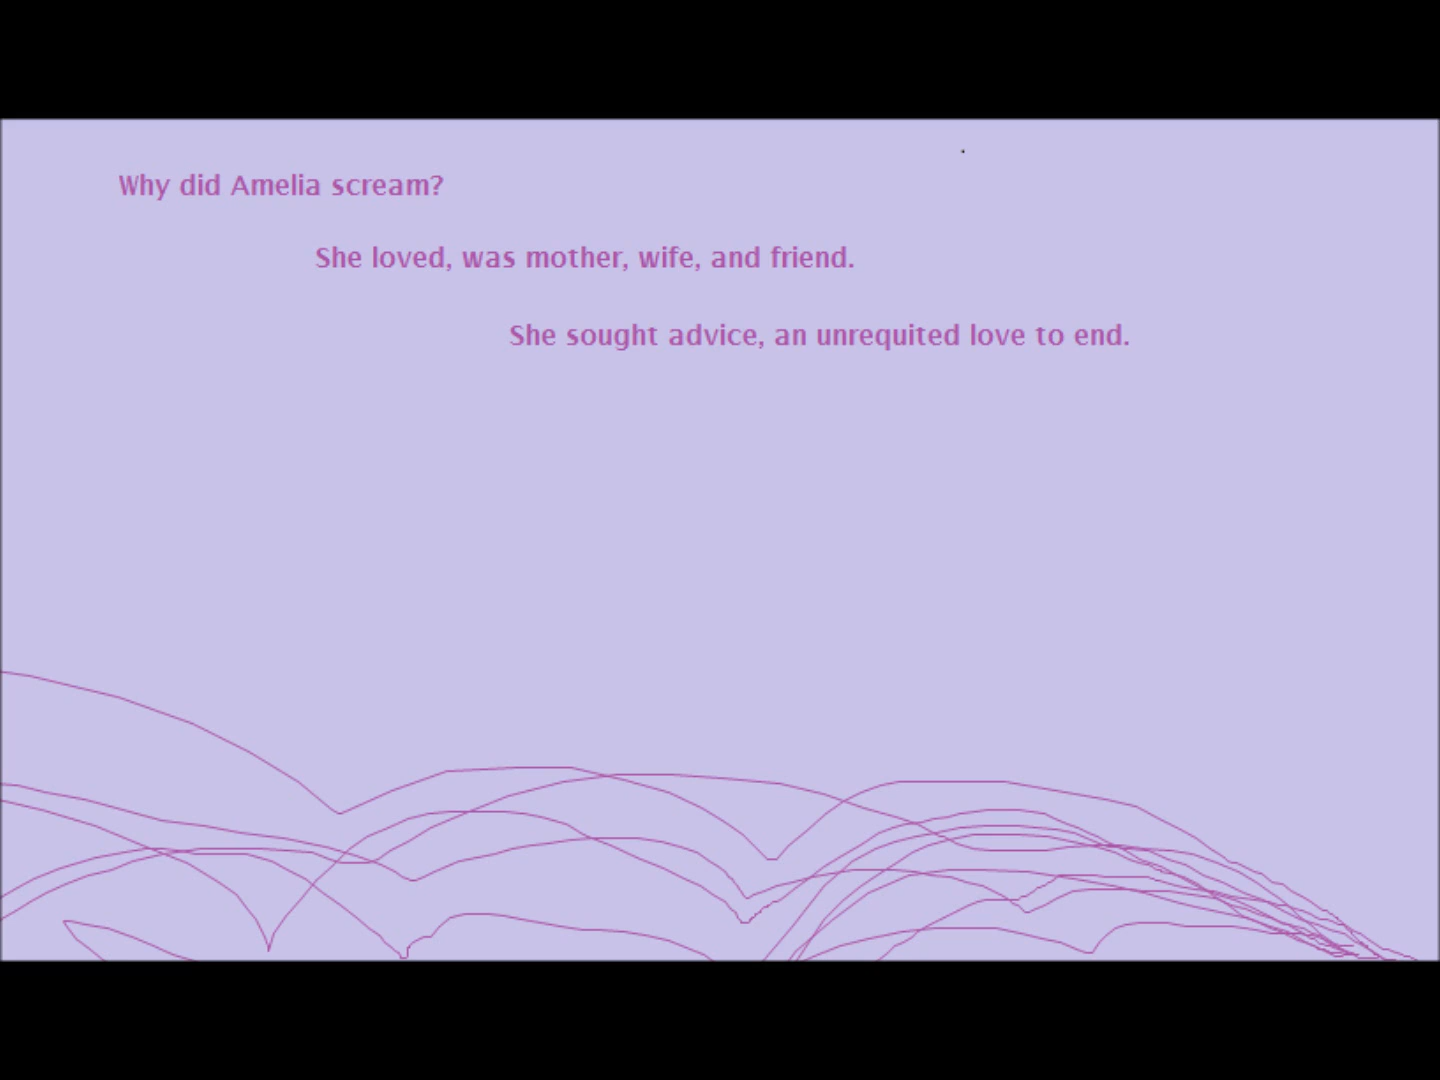 Why did Amelia scream?
She loved, was mother, wife, and friend.
She sought advice, an unrequited love to end.